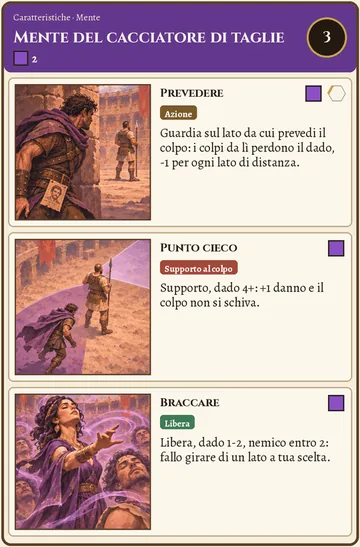 Caratteristiche · Mente
Mente del cacciatore di taglie
3
2
Prevedere
Azione
Guardia sul lato da cui prevedi il
colpo: i colpi da lì perdono il dado,
-1 per ogni lato di distanza.
Punto cieco
Supporto al colpo
Supporto, dado 4+: +1 danno e il
colpo non si schiva.
Braccare
Libera
Libera, dado 1-2, nemico entro 2:
fallo girare di un lato a tua scelta.